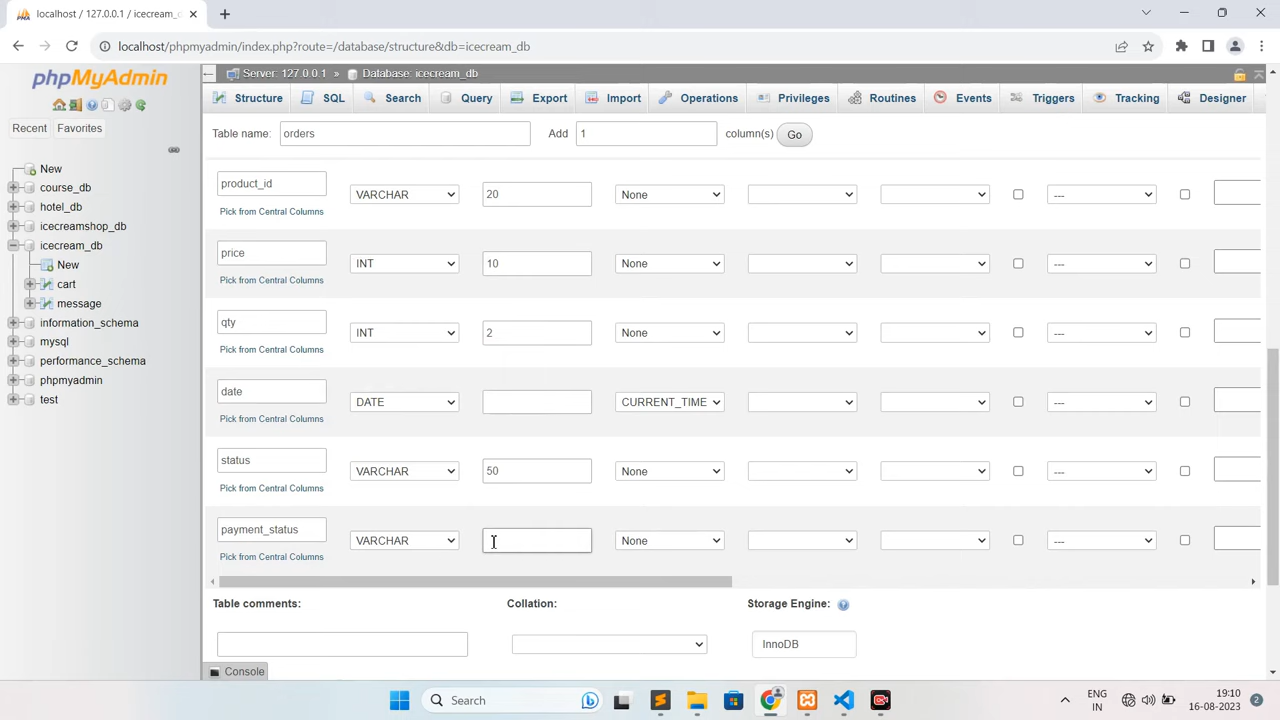 localhost / 127.0.0.1 / icecream_d
localhost/phpmyadmin/index.php?route=/database/structure&db=icecream_db
phpMyAdmin
Server: 127.0.0.1 » Database: icecream_db
Structure SQL Search Query Export Import Operations Privileges Routines Events Triggers Tracking Designer
Recent Favorites
Table name: orders Add 1 column(s) Go
New
course_db
hotel_db
icecreamshop_db
icecream_db
New
cart
message
information_schema
mysql
performance_schema
phpmyadmin
test
product_id VARCHAR 20 None ---
Pick from Central Columns
price INT 10 None ---
Pick from Central Columns
qty INT 2 None ---
Pick from Central Columns
date DATE CURRENT_TIME ---
Pick from Central Columns
status VARCHAR 50 None ---
Pick from Central Columns
payment_status VARCHAR None ---
Pick from Central Columns
Table comments: Collation: Storage Engine:
InnoDB
Console
Search
ENG
IN
19:10
16-08-2023
2